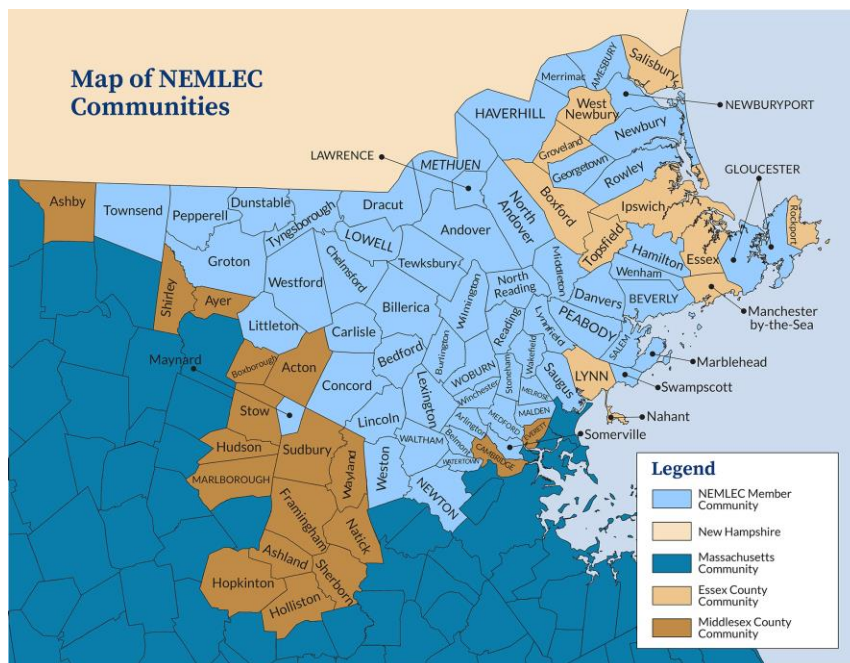 Map of NEMLEC
Communities
Salisbury
AMESBURY
Merrimac
West
Newbury
NEWBURYPORT
HAVERHILL
Newbury
Groveland
Georgetown
Rowley
LAWRENCE
METHUEN
GLOUCESTER
Boxford
Ipswich
North
Andover
Topsfield
Rockport
Ashby
Townsend
Pepperell
Dunstable
Tyngsborough
Dracut
Andover
LOWELL
Groton
Westford
Chelmsford
Tewksbury
Hamilton
Essex
Middleton
Wenham
North
Reading
Danvers
BEVERLY
Manchester
by-the-Sea
Shirley
Ayer
Billerica
Wilmington
Littleton
Carlisle
Reading
Lynnfield
PEABODY
SALEM
Marblehead
Swampscott
Maynard
Boxborough
Acton
Bedford
Burlington
Wakefield
Stoneham
WOBURN
Saugus
LYNN
Concord
Lexington
Winchester
MELROSE
Nahant
Stow
Lincoln
Arlington
MEDFORD
MALDEN
EVERETT
Somerville
Hudson
Sudbury
Wayland
WALTHAM
Belmont
CAMBRIDGE
WATERTOWN
Weston
NEWTON
MARLBOROUGH
Framingham
Natick
Ashland
Sherborn
Hopkinton
Holliston
Legend
NEMLEC Member
Community
New Hampshire
Massachusetts
Community
Essex County
Community
Middlesex County
Community